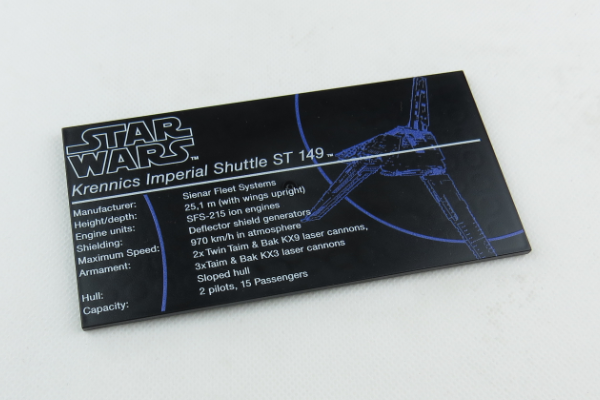 STAR
WARS™
Krennics Imperial Shuttle ST 149™
Manufacturer: Sienar Fleet Systems
Height/depth: 25,1 m (with wings upright)
Engine units: SFS-215 ion engines
Shielding: Deflector shield generators
Maximum Speed: 970 km/h in atmosphere
Armament: 2x Twin Taim & Bak KX9 laser cannons,
3xTaim & Bak KX3 laser cannons
Hull: Sloped hull
Capacity: 2 pilots, 15 Passengers